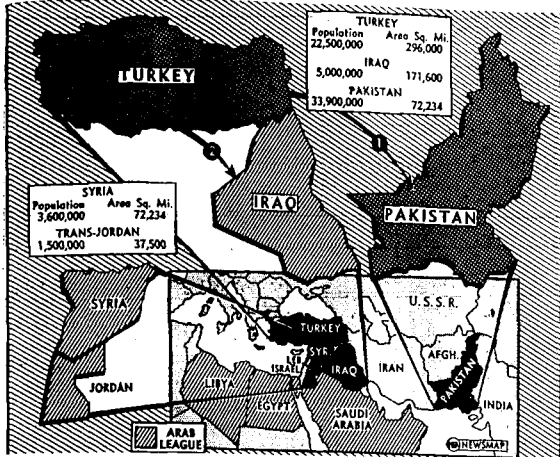 TURKEY
Population Area Sq. Mi.
22,500,000 296,000
IRAQ
5,000,000 171,600
PAKISTAN
33,900,000 72,234
TURKEY
2
1
IRAQ
PAKISTAN
SYRIA
Population Area Sq. Mi.
3,600,000 72,234
TRANS-JORDAN
1,500,000 37,500
SYRIA
JORDAN
U.S.S.R.
TURKEY
SYR.
LEB.
ISRAEL
IRAQ
IRAN
AFGH.
PAKISTAN
INDIA
LIBYA
EGYPT
SAUDI
ARABIA
ARAB
LEAGUE
NEWSMAP